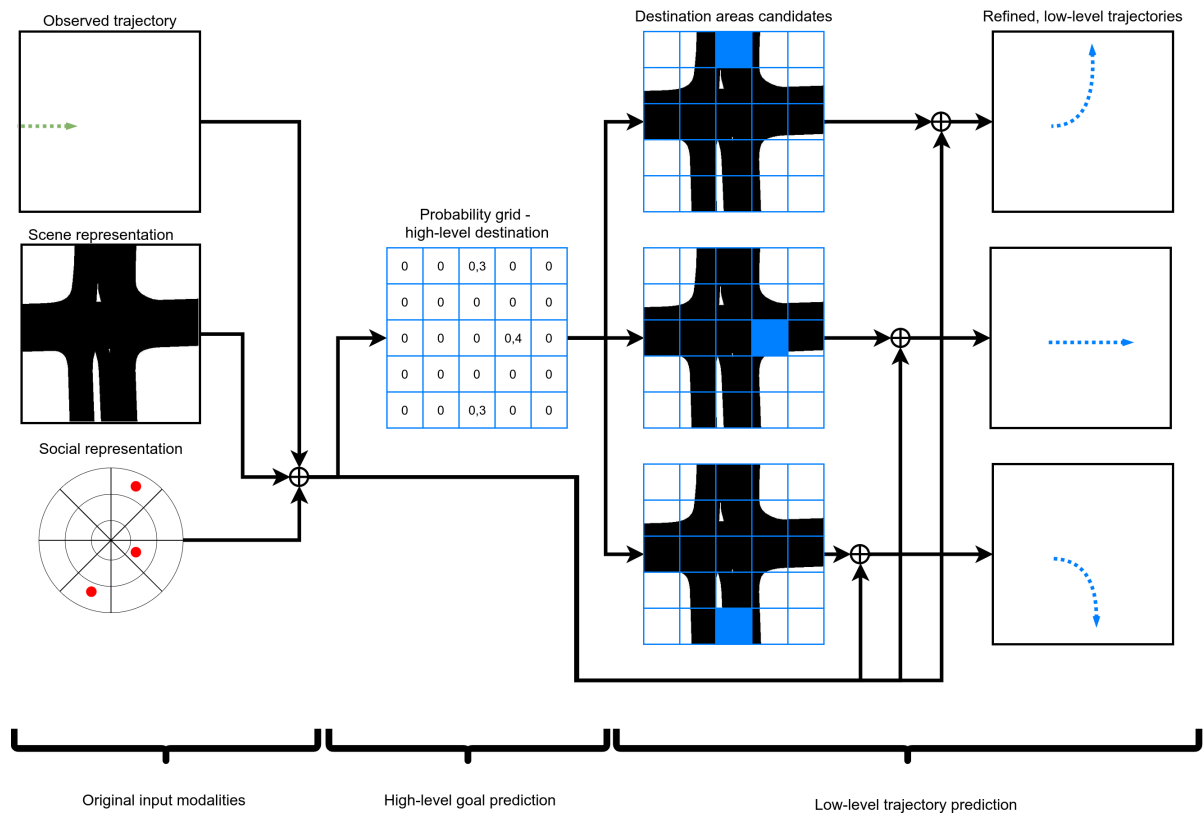 Observed trajectory
Destination areas candidates
Refined, low-level trajectories
Scene representation
Probability grid -
high-level destination
0 0 0,3 0 0
0 0 0 0 0
0 0 0 0,4 0
0 0 0 0 0
0 0 0,3 0 0
Social representation
Original input modalities
High-level goal prediction
Low-level trajectory prediction